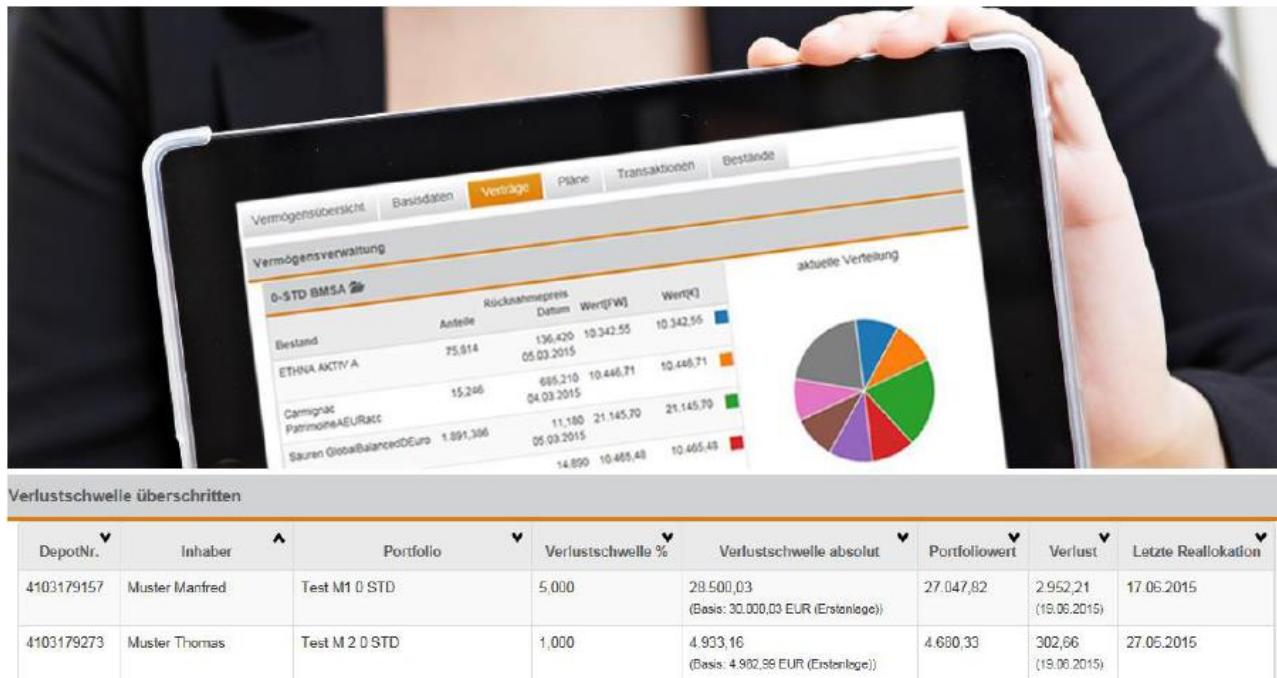 Vermögensübersicht Basisdaten Verträge Pläne Transaktionen Bestände
Vermögensverwaltung
0-STD BMSA
aktuelle Verteilung
Bestand Anteile Rücknahmepreis Datum Wert[FW] Wert[€]
ETHNA AKTIV A 75,814 136,420 10.342,55 10.342,55
05.03.2015
Carmignac 15,246 685,210 10.446,71 10.446,71
PatrimoineAEURacc 04.03.2015
Sauren GlobalBalancedDEuro 1.891,386 11,180 21.145,70 21.145,70
05.03.2015
14,890 10.465,48 10.465,48
Verlustschwelle überschritten
DepotNr. Inhaber Portfolio Verlustschwelle % Verlustschwelle absolut Portfoliowert Verlust Letzte Reallokation
4103179157 Muster Manfred Test M1 0 STD 5,000 28.500,03 27.047,82 2.952,21 17.06.2015
(Basis: 30.000,03 EUR (Erstanlage)) (19.06.2015)
4103179273 Muster Thomas Test M 2 0 STD 1,000 4.933,16 4.680,33 302,66 27.05.2015
(Basis: 4.982,99 EUR (Erstanlage)) (19.06.2015)